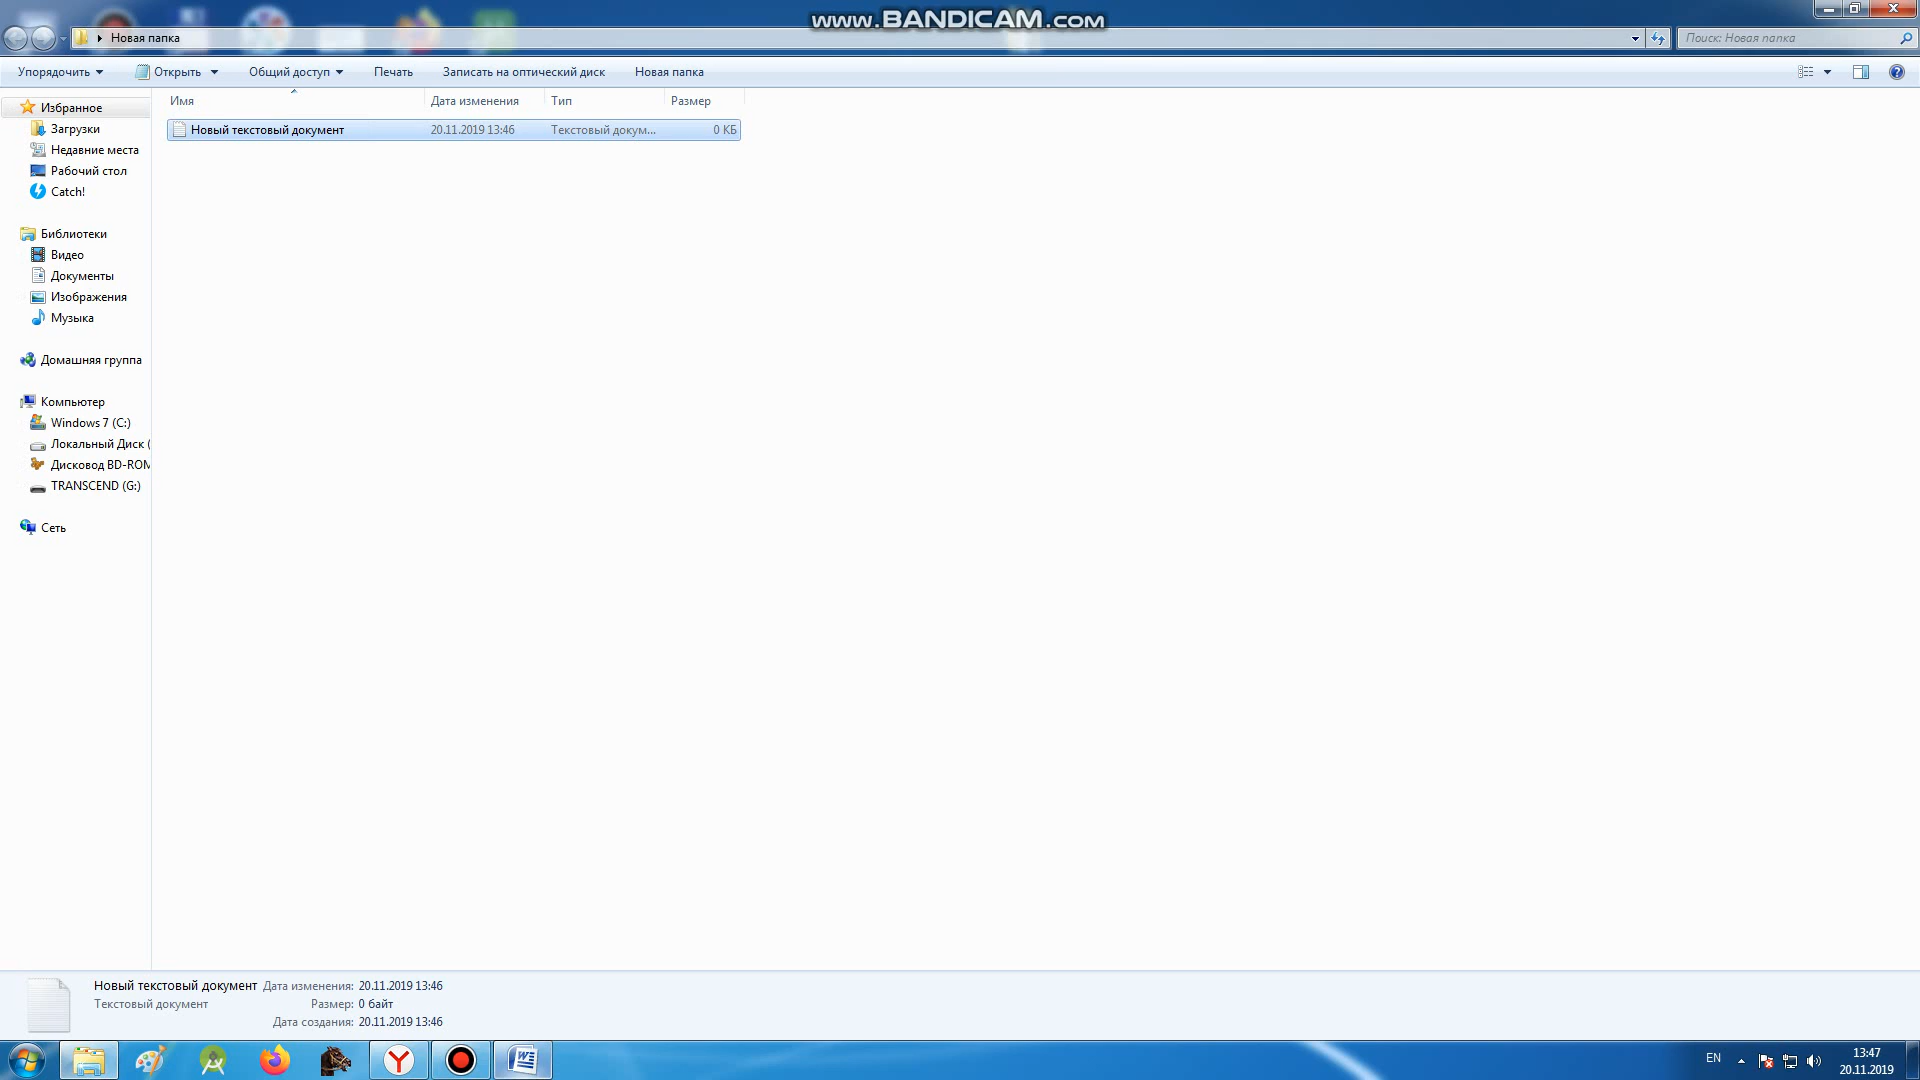 www.BANDICAM.com
Новая папка
Поиск: Новая папка
Упорядочить Открыть Общий доступ Печать Записать на оптический диск Новая папка
Имя Дата изменения Тип Размер
Новый текстовый документ 20.11.2019 13:46 Текстовый докум... 0 КБ
Избранное
Загрузки
Недавние места
Рабочий стол
Catch!
Библиотеки
Видео
Документы
Изображения
Музыка
Домашняя группа
Компьютер
Windows 7 (C:)
Локальный Диск (
Дисковод BD-ROM
TRANSCEND (G:)
Сеть
Новый текстовый документ Дата изменения: 20.11.2019 13:46
Текстовый документ Размер: 0 байт
Дата создания: 20.11.2019 13:46
EN
13:47
20.11.2019